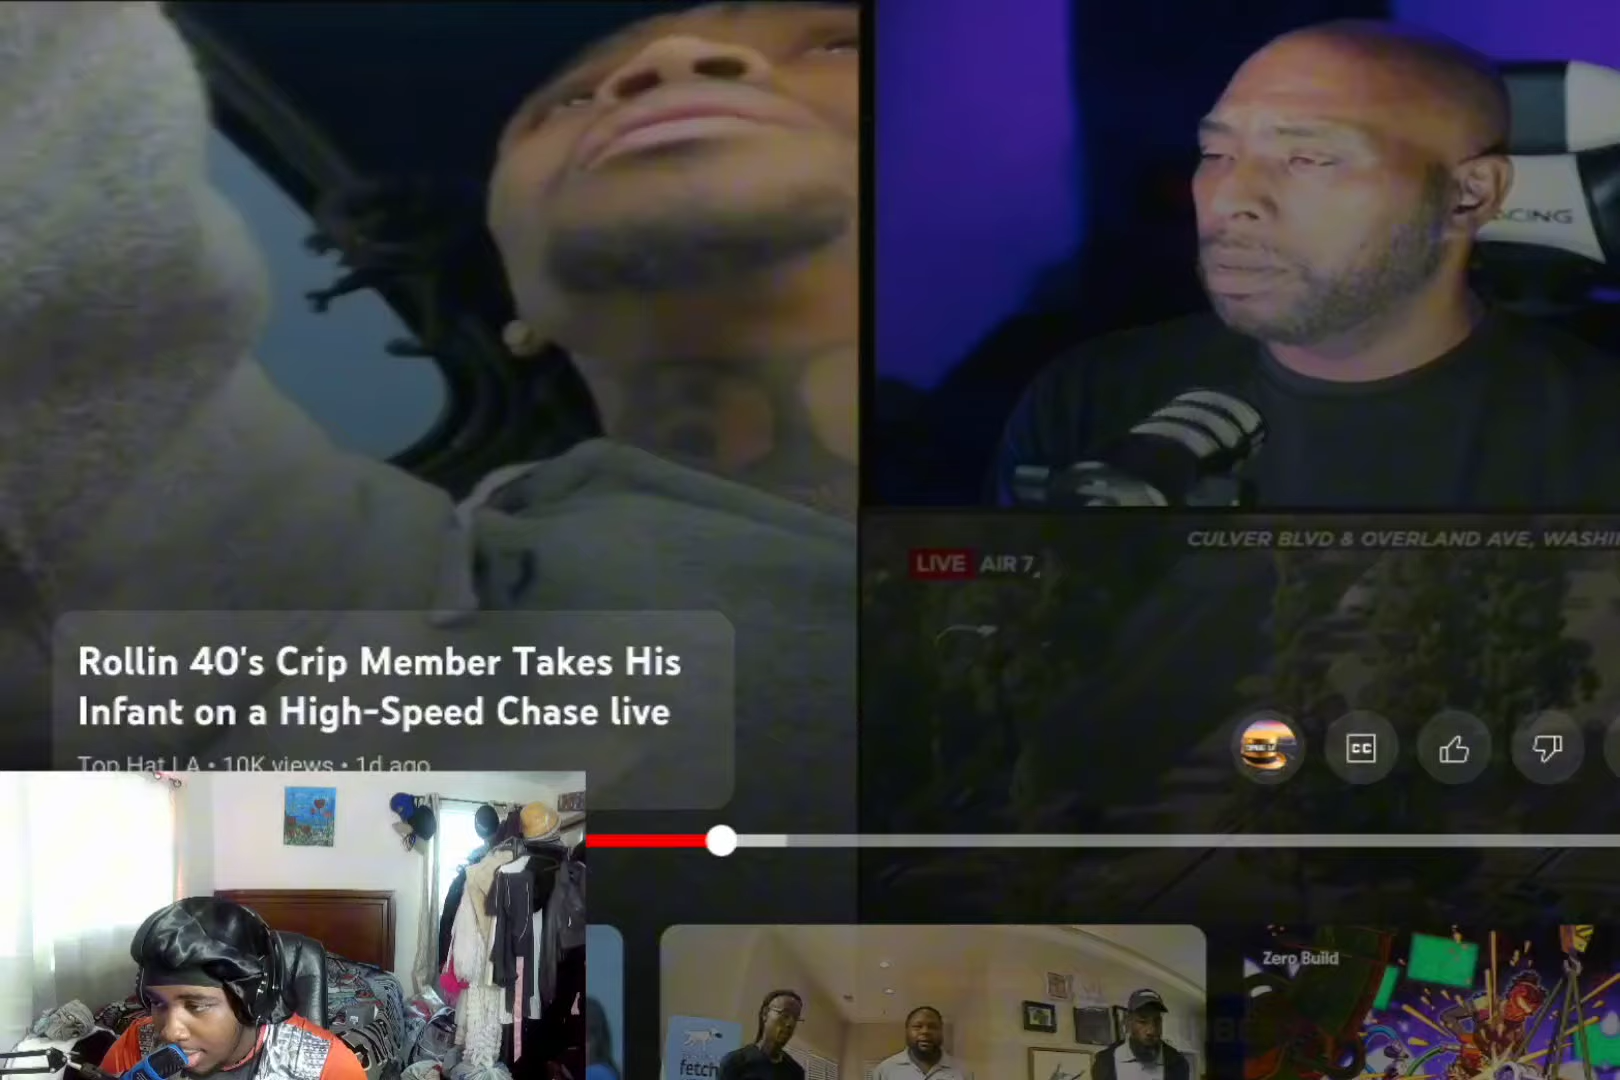 CING
CULVER BLVD & OVERLAND AVE, WASHI
LIVE AIR 7
Rollin 40's Crip Member Takes His
Infant on a High-Speed Chase live
Top Hat LA • 10K views • 1d ago
CC
Zero Build
fetch